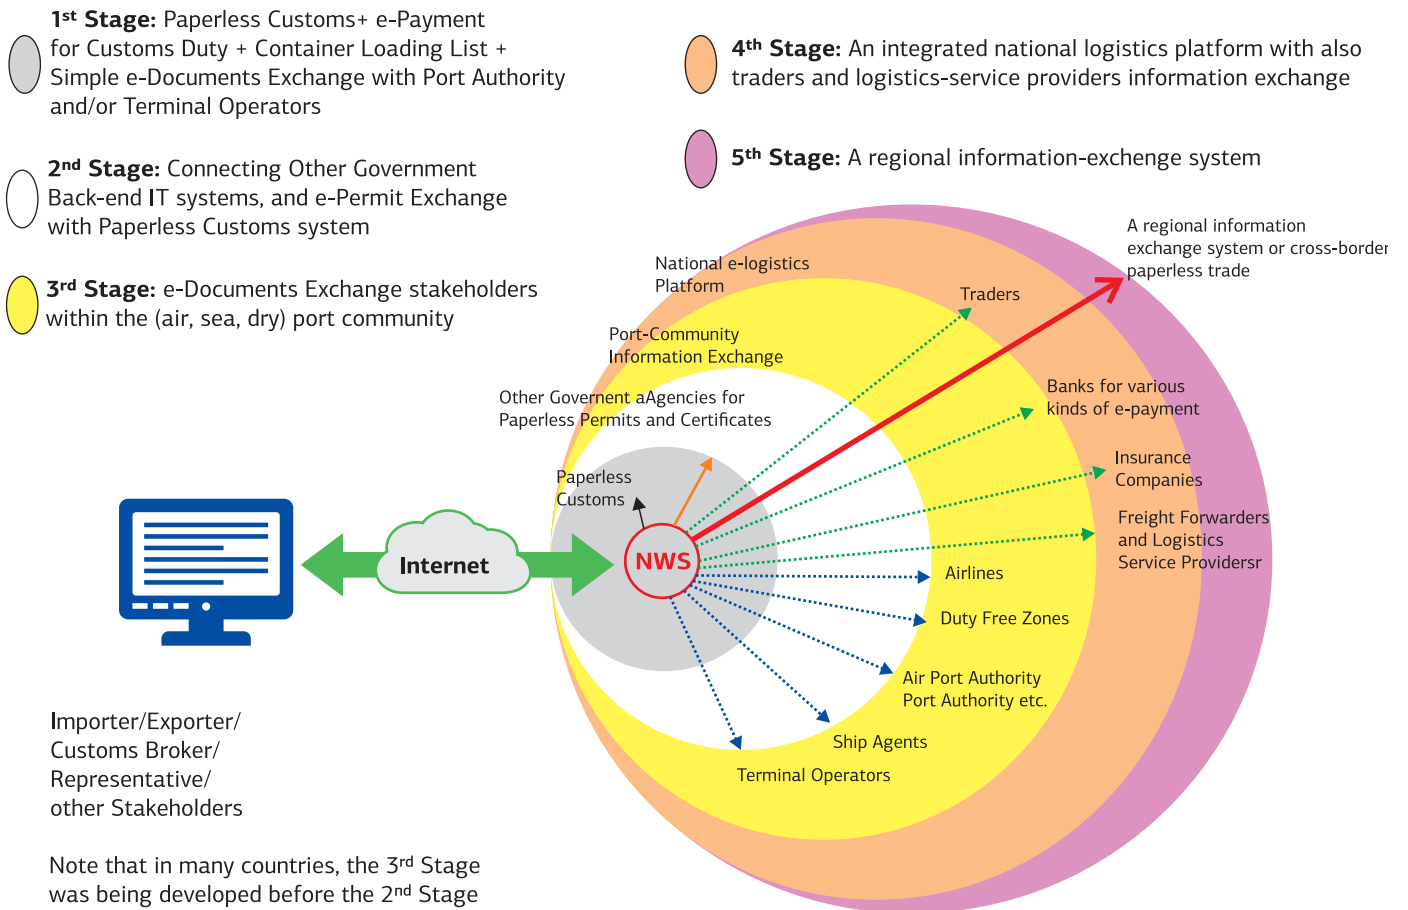 1st Stage: Paperless Customs+ e-Payment
for Customs Duty + Container Loading List +
Simple e-Documents Exchange with Port Authority
and/or Terminal Operators
2nd Stage: Connecting Other Government
Back-end IT systems, and e-Permit Exchange
with Paperless Customs system
3rd Stage: e-Documents Exchange stakeholders
within the (air, sea, dry) port community
4th Stage: An integrated national logistics platform with also
traders and logistics-service providers information exchange
5th Stage: A regional information-exchenge system
A regional information
exchange system or cross-border
paperless trade
National e-logistics
Platform
Traders
Port-Community
Information Exchange
Banks for various
kinds of e-payment
Other Governent aAgencies for
Paperless Permits and Certificates
Insurance
Companies
Paperless
Customs
Freight Forwarders
and Logistics
Service Providersr
Internet
NWS
Airlines
Duty Free Zones
Air Port Authority
Port Authority etc.
Ship Agents
Terminal Operators
Importer/Exporter/
Customs Broker/
Representative/
other Stakeholders
Note that in many countries, the 3rd Stage
was being developed before the 2nd Stage